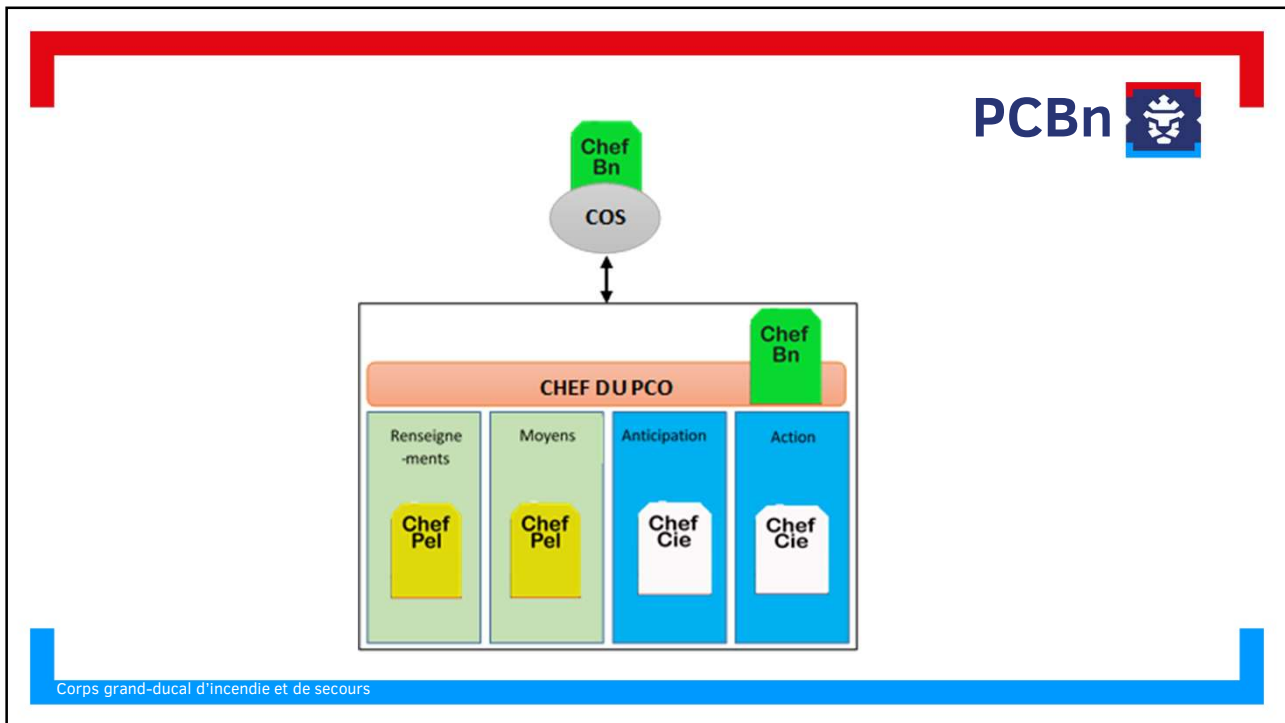 PCBn
Chef
Bn
COS
Chef
Bn
CHEF DU PCO
Renseigne
-ments
Moyens
Anticipation
Action
Chef
Pel
Chef
Pel
Chef
Cie
Chef
Cie
Corps grand-ducal d'incendie et de secours